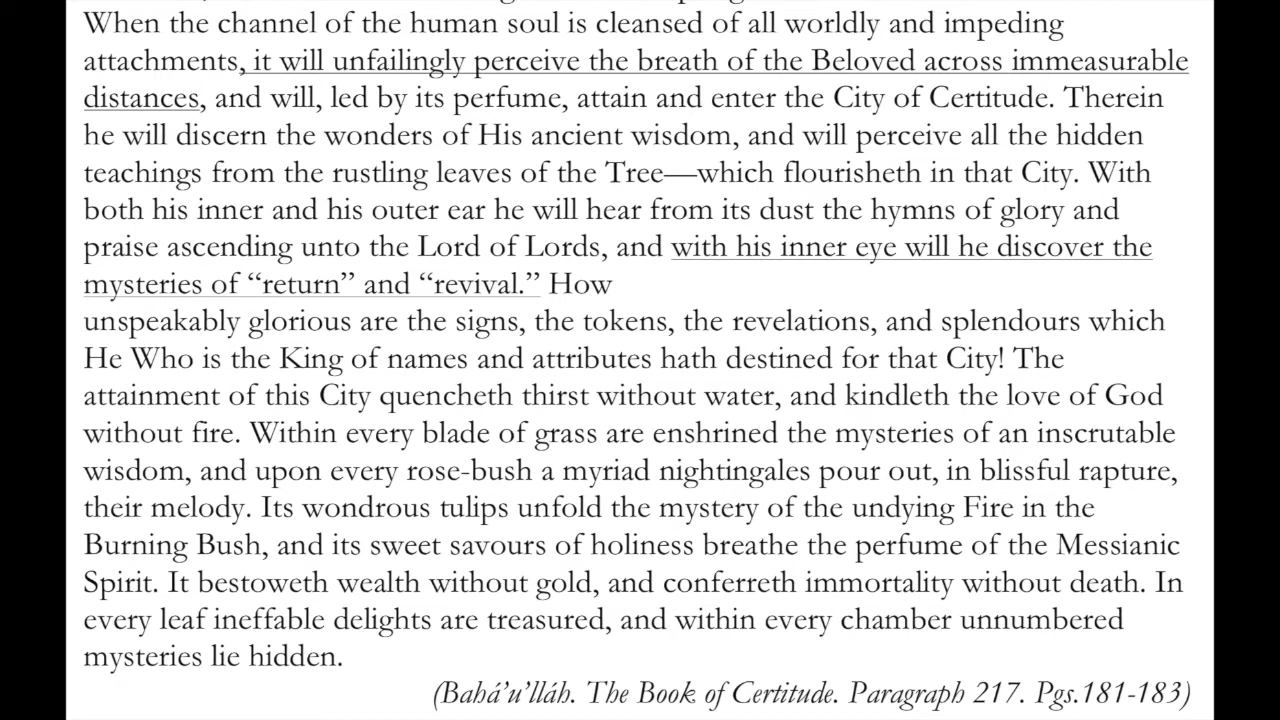 When the channel of the human soul is cleansed of all worldly and impeding
attachments, it will unfailingly perceive the breath of the Beloved across immeasurable
distances, and will, led by its perfume, attain and enter the City of Certitude. Therein
he will discern the wonders of His ancient wisdom, and will perceive all the hidden
teachings from the rustling leaves of the Tree—which flourisheth in that City. With
both his inner and his outer ear he will hear from its dust the hymns of glory and
praise ascending unto the Lord of Lords, and with his inner eye will he discover the
mysteries of “return” and “revival.” How
unspeakably glorious are the signs, the tokens, the revelations, and splendours which
He Who is the King of names and attributes hath destined for that City! The
attainment of this City quencheth thirst without water, and kindleth the love of God
without fire. Within every blade of grass are enshrined the mysteries of an inscrutable
wisdom, and upon every rose-bush a myriad nightingales pour out, in blissful rapture,
their melody. Its wondrous tulips unfold the mystery of the undying Fire in the
Burning Bush, and its sweet savours of holiness breathe the perfume of the Messianic
Spirit. It bestoweth wealth without gold, and conferreth immortality without death. In
every leaf ineffable delights are treasured, and within every chamber unnumbered
mysteries lie hidden.
(Bahá’u’lláh. The Book of Certitude. Paragraph 217. Pgs.181-183)